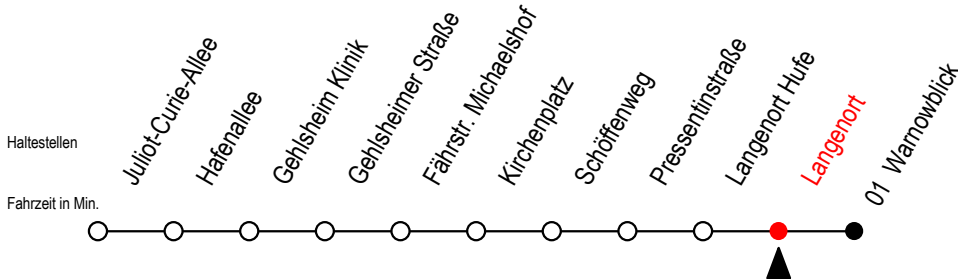 Haltestellen
Juliot-Curie-Allee
Hafenallee
Gehlsheim Klinik
Gehlsheimer Straße
Fährstr. Michaelshof
Kirchenplatz
Schöffenweg
Pressentinstraße
Langenort Hufe
Langenort
01 Warnowblick
Fahrzeit in Min.